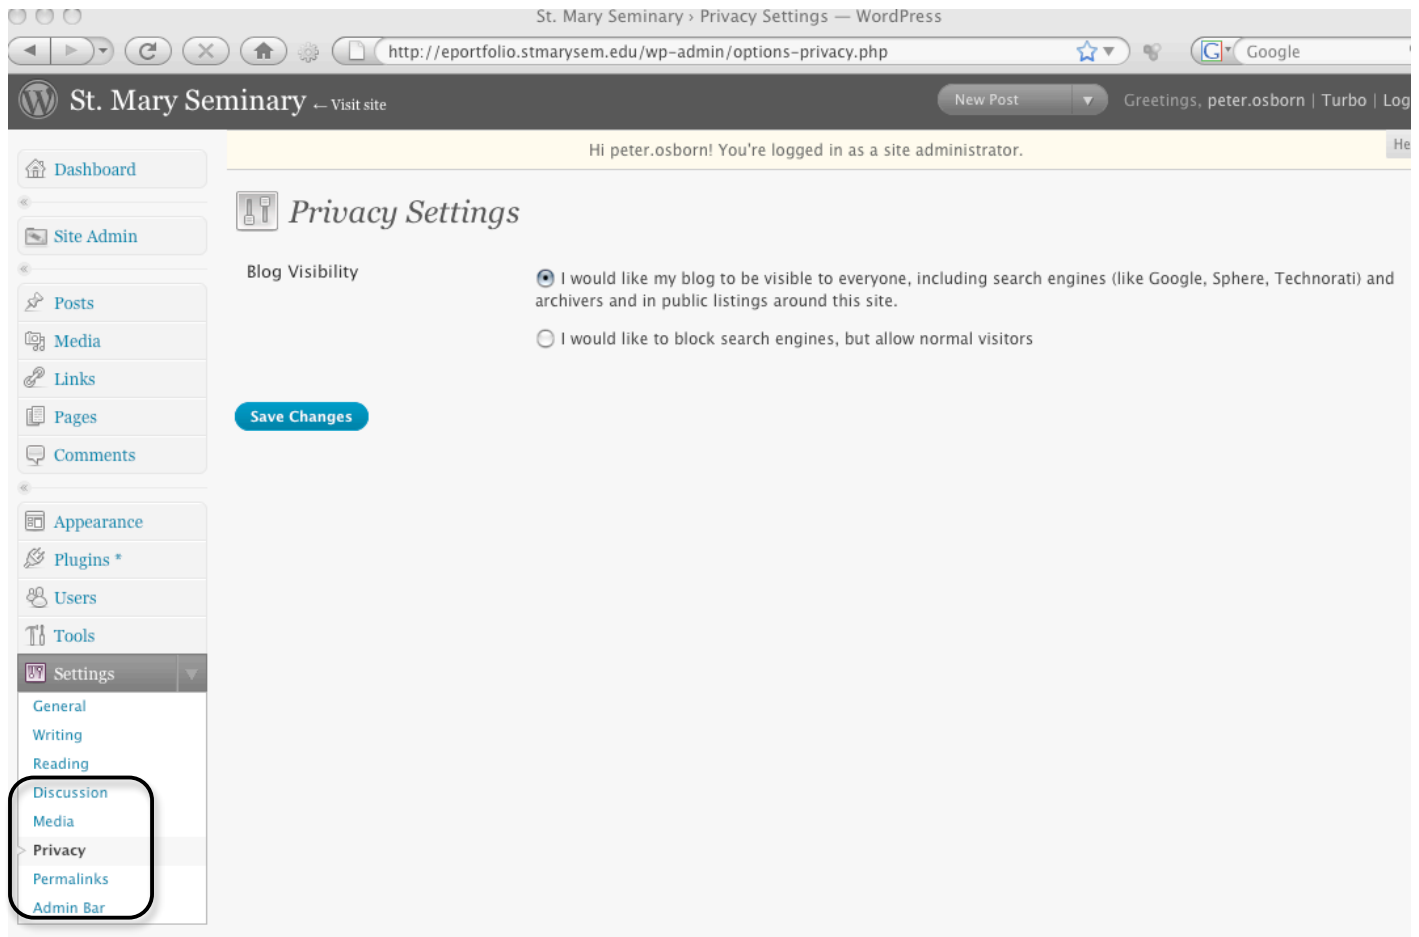 St. Mary Seminary › Privacy Settings — WordPress
http://eportfolio.stmarysem.edu/wp-admin/options-privacy.php
G Google
St. Mary Seminary ← Visit site
New Post
Greetings, peter.osborn | Turbo | Log
Hi peter.osborn! You're logged in as a site administrator.
He
Dashboard
Site Admin
Posts
Media
Links
Pages
Comments
Appearance
Plugins *
Users
Tools
Settings
General
Writing
Reading
Discussion
Media
Privacy
Permalinks
Admin Bar
Privacy Settings
Blog Visibility
I would like my blog to be visible to everyone, including search engines (like Google, Sphere, Technorati) and
archivers and in public listings around this site.
I would like to block search engines, but allow normal visitors
Save Changes